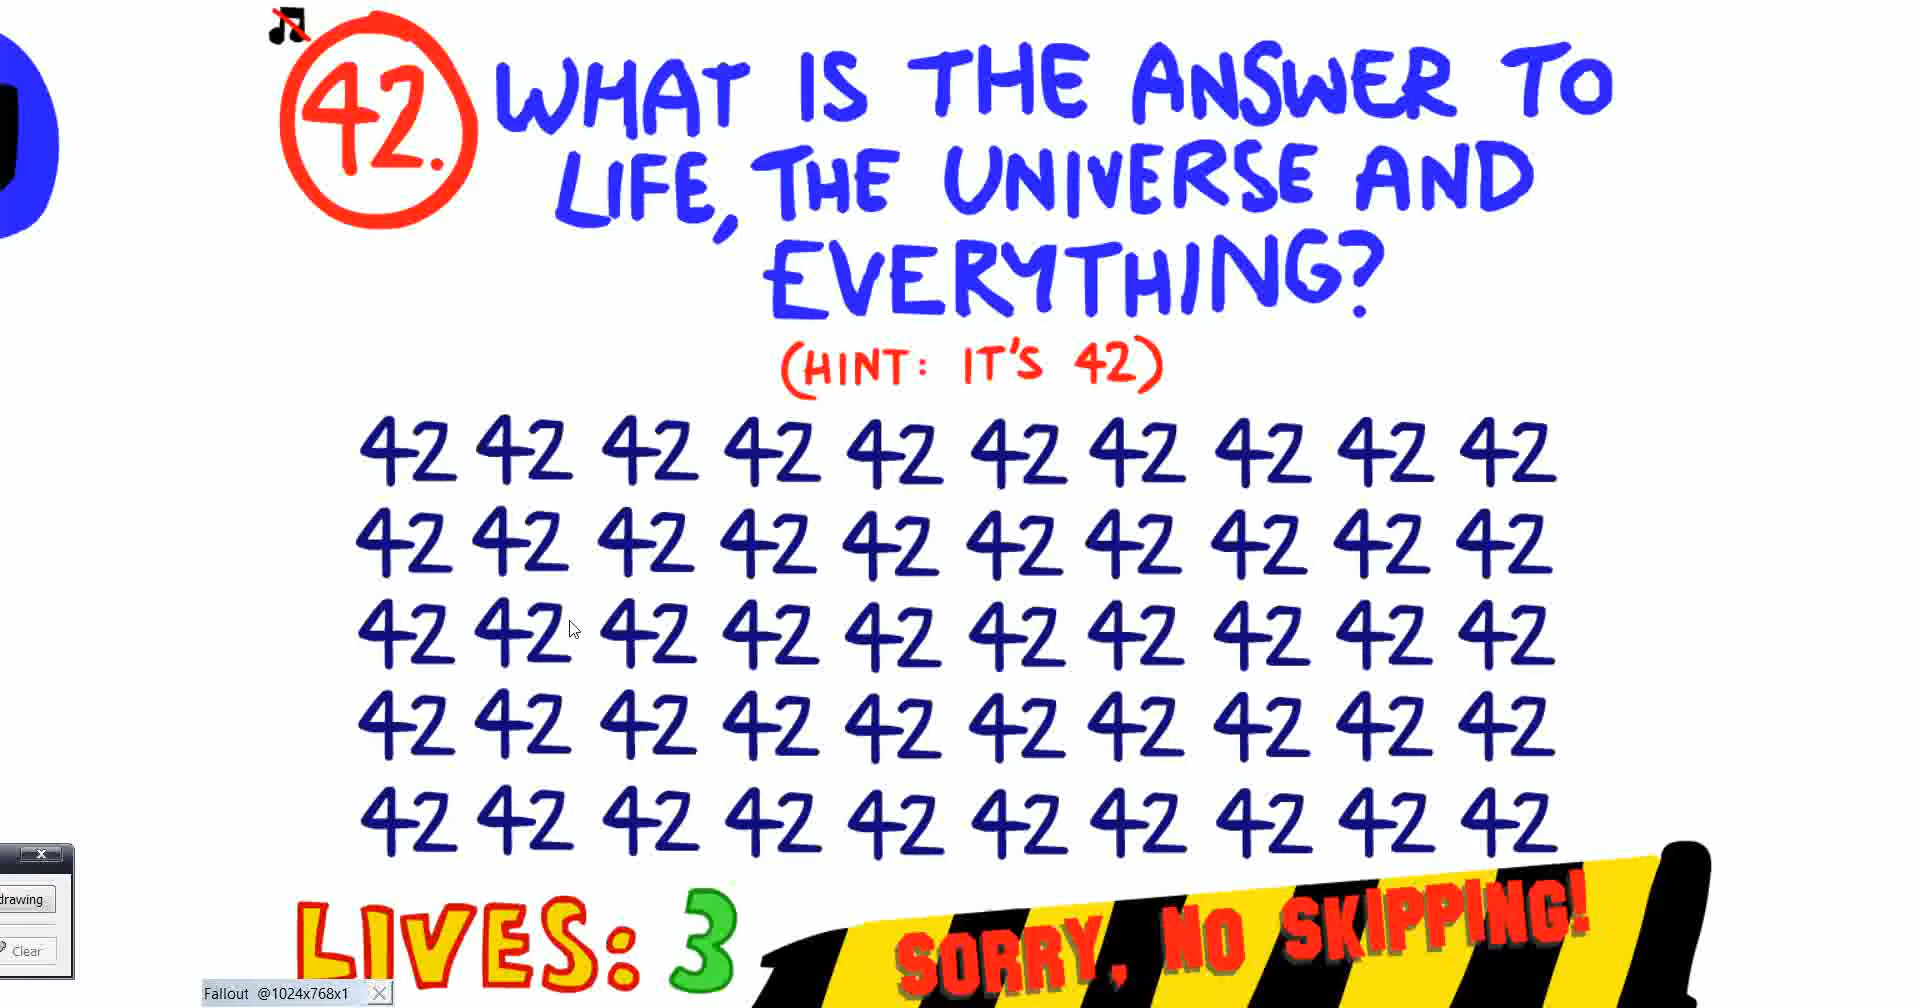 42. WHAT IS THE ANSWER TO
LIFE, THE UNIVERSE AND
EVERYTHING?
(HINT: IT'S 42)
42 42 42 42 42 42 42 42 42 42
42 42 42 42 42 42 42 42 42 42
42 42 42 42 42 42 42 42 42 42
42 42 42 42 42 42 42 42 42 42
42 42 42 42 42 42 42 42 42 42
drawing
Clear
LIVES: 3
SORRY, NO SKIPPING!
Fallout @1024x768x1